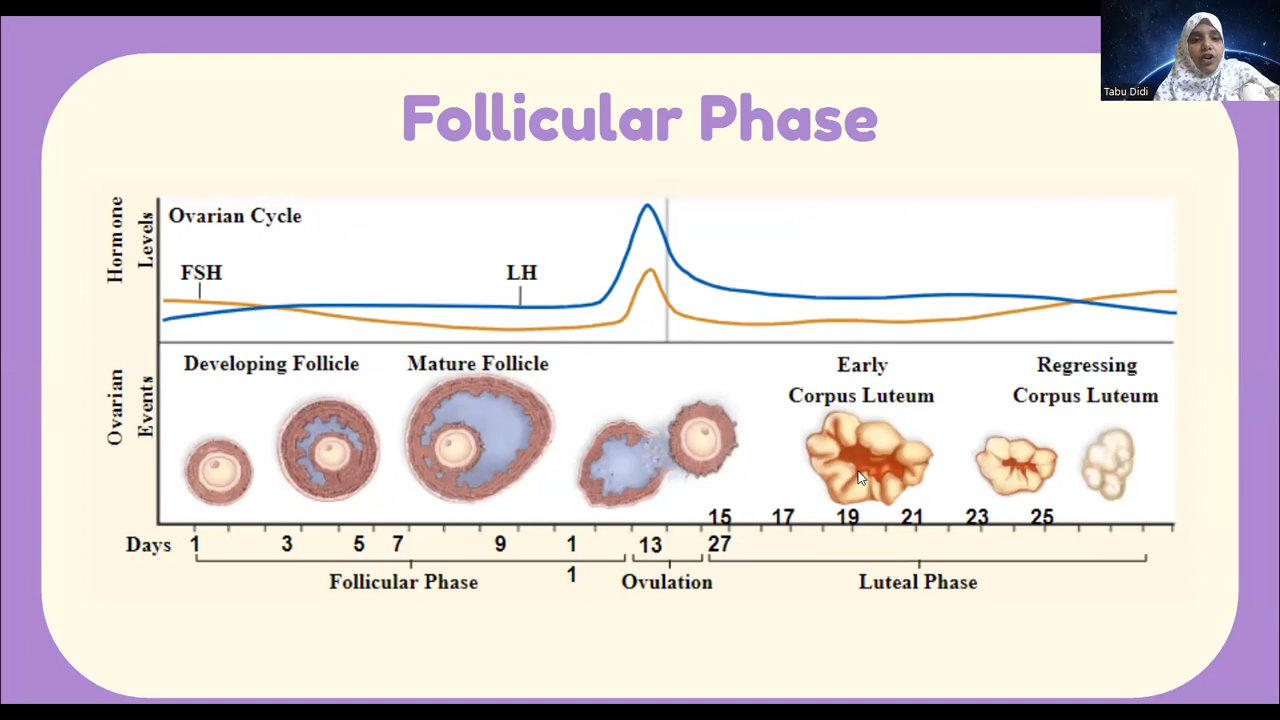 Tabu Didi
Follicular Phase
Hormone
Levels
Ovarian Cycle
FSH
LH
Ovarian
Events
Developing Follicle
Mature Follicle
Early
Corpus Luteum
Regressing
Corpus Luteum
15 17 19 21 23 25
Days 1 3 5 7 9 1 13 27
1
Follicular Phase
Ovulation
Luteal Phase